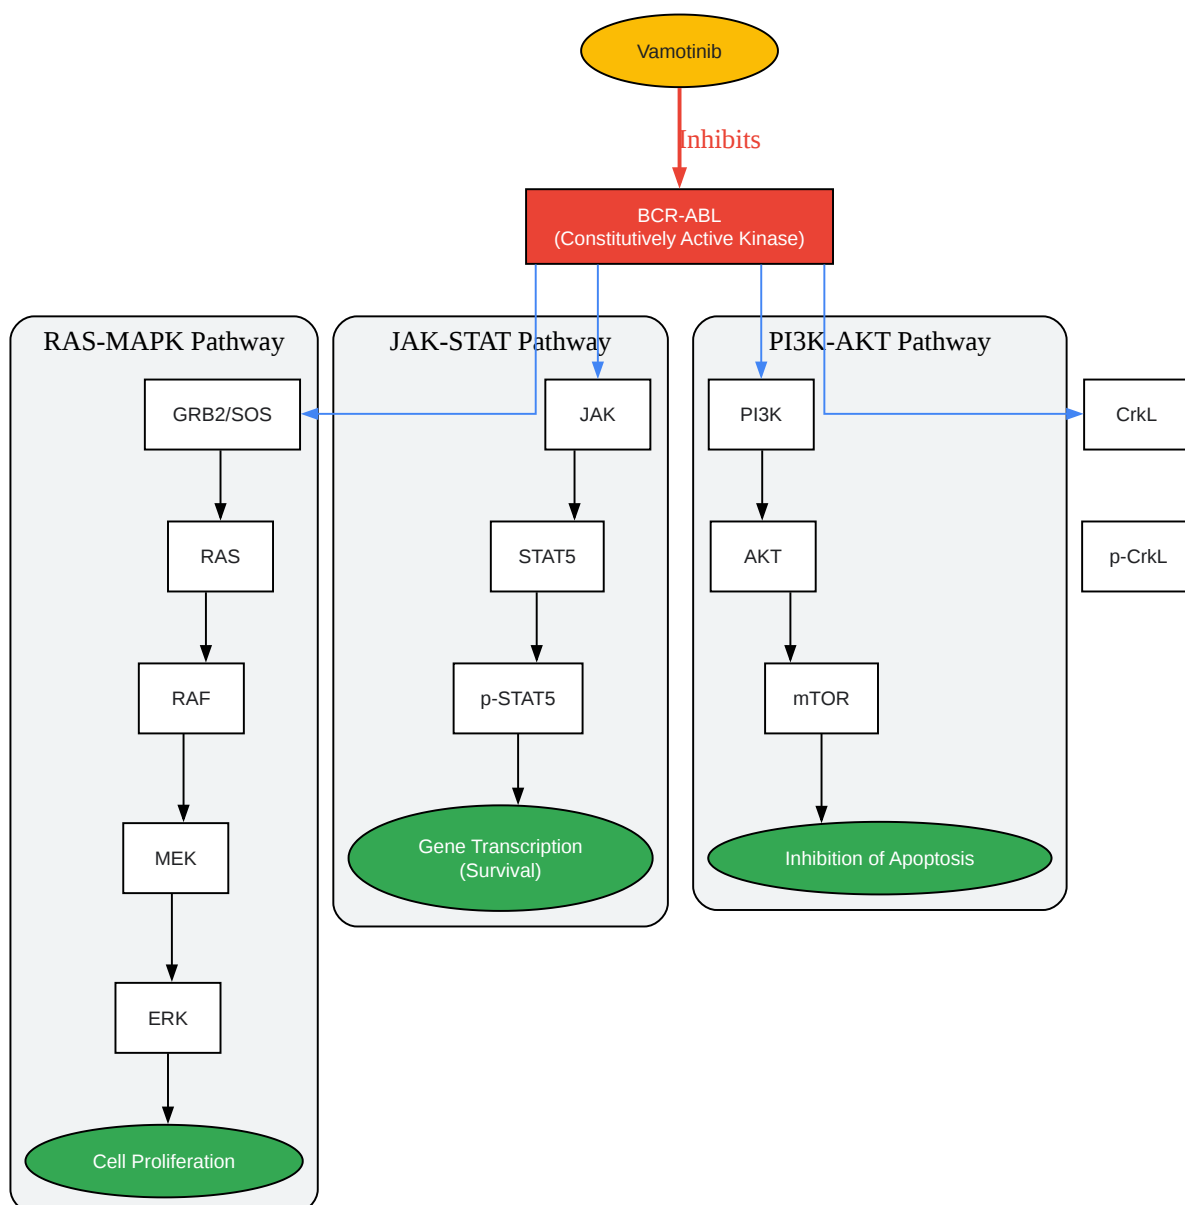 Vamotinib
Inhibits
BCR-ABL
(Constitutively Active Kinase)
RAS-MAPK Pathway
JAK-STAT Pathway
PI3K-AKT Pathway
GRB2/SOS
JAK
PI3K
CrkL
RAS
STAT5
AKT
p-CrkL
RAF
p-STAT5
mTOR
MEK
Gene Transcription
(Survival)
Inhibition of Apoptosis
ERK
Cell Proliferation